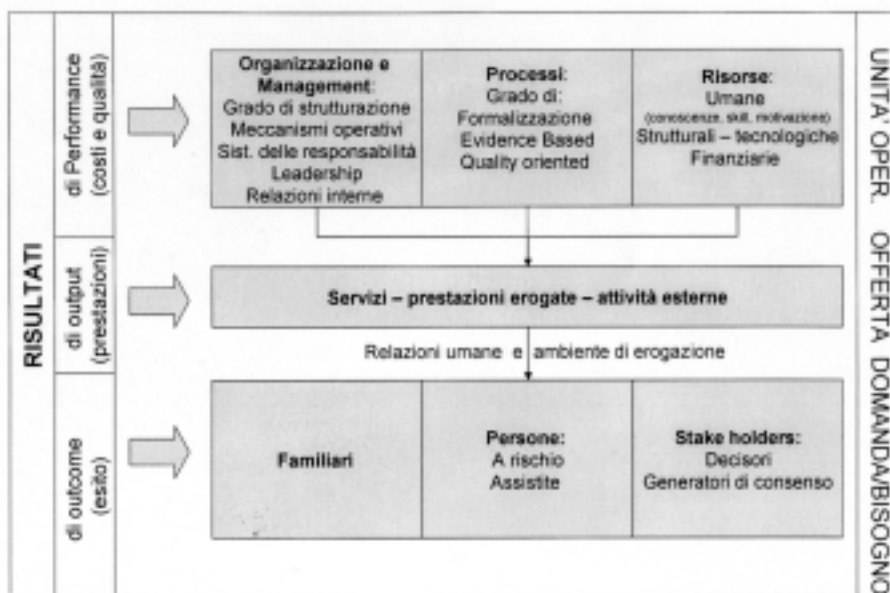 RISULTATI
di Performance
(costi e qualità)
Organizzazione e
Management:
Grado di strutturazione
Meccanismi operativi
Sist. delle responsabilità
Leadership
Relazioni interne
Processi:
Grado di:
Formalizzazione
Evidence Based
Quality oriented
Risorse:
Umane
(conoscenze, skill, motivazione)
Strutturali – tecnologiche
Finanziarie
di output
(prestazioni)
Servizi – prestazioni erogate – attività esterne
Relazioni umane e ambiente di erogazione
di outcome
(esito)
Familiari
Persone:
A rischio
Assistite
Stake holders:
Decisori
Generatori di consenso
UNITA OPER. OFFERTA DOMANDA/BISOGNO